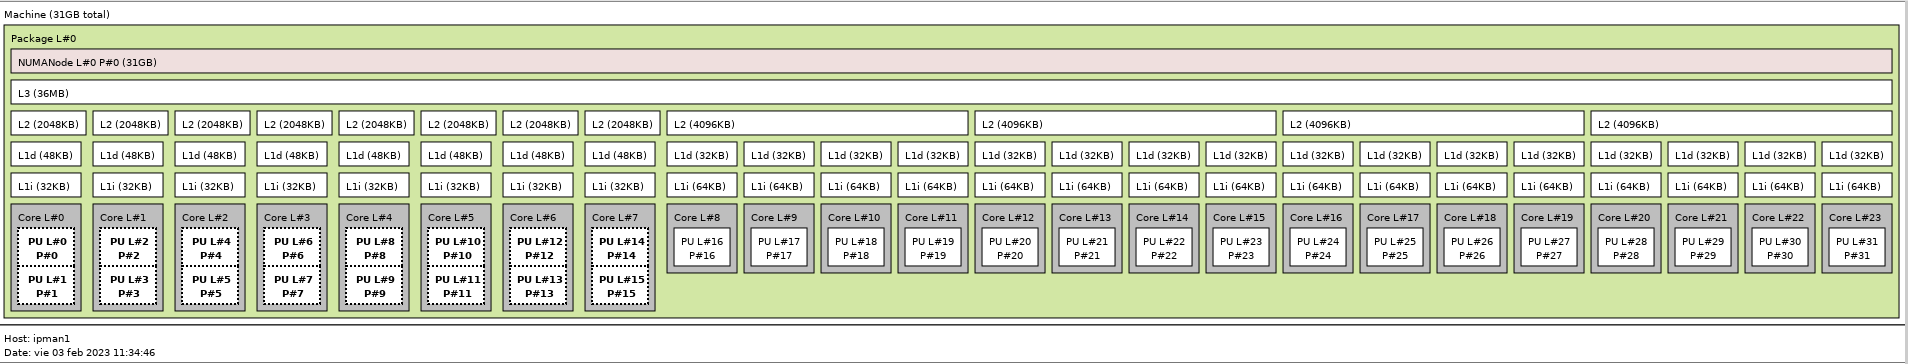 Machine (31GB total)
Package L#0
NUMANode L#0 P#0 (31GB)
L3 (36MB)
L2 (2048KB) L2 (2048KB) L2 (2048KB) L2 (2048KB) L2 (2048KB) L2 (2048KB) L2 (2048KB) L2 (2048KB) L2 (4096KB) L2 (4096KB) L2 (4096KB) L2 (4096KB)
L1d (48KB) L1d (48KB) L1d (48KB) L1d (48KB) L1d (48KB) L1d (48KB) L1d (48KB) L1d (48KB) L1d (32KB) L1d (32KB) L1d (32KB) L1d (32KB) L1d (32KB) L1d (32KB) L1d (32KB) L1d (32KB) L1d (32KB) L1d (32KB) L1d (32KB) L1d (32KB) L1d (32KB) L1d (32KB) L1d (32KB) L1d (32KB)
L1i (32KB) L1i (32KB) L1i (32KB) L1i (32KB) L1i (32KB) L1i (32KB) L1i (32KB) L1i (32KB) L1i (64KB) L1i (64KB) L1i (64KB) L1i (64KB) L1i (64KB) L1i (64KB) L1i (64KB) L1i (64KB) L1i (64KB) L1i (64KB) L1i (64KB) L1i (64KB) L1i (64KB) L1i (64KB) L1i (64KB) L1i (64KB)
Core L#0 Core L#1 Core L#2 Core L#3 Core L#4 Core L#5 Core L#6 Core L#7 Core L#8 Core L#9 Core L#10 Core L#11 Core L#12 Core L#13 Core L#14 Core L#15 Core L#16 Core L#17 Core L#18 Core L#19 Core L#20 Core L#21 Core L#22 Core L#23
PU L#0 PU L#2 PU L#4 PU L#6 PU L#8 PU L#10 PU L#12 PU L#14 PU L#16 PU L#17 PU L#18 PU L#19 PU L#20 PU L#21 PU L#22 PU L#23 PU L#24 PU L#25 PU L#26 PU L#27 PU L#28 PU L#29 PU L#30 PU L#31
P#0 P#2 P#4 P#6 P#8 P#10 P#12 P#14 P#16 P#17 P#18 P#19 P#20 P#21 P#22 P#23 P#24 P#25 P#26 P#27 P#28 P#29 P#30 P#31
PU L#1 PU L#3 PU L#5 PU L#7 PU L#9 PU L#11 PU L#13 PU L#15
P#1 P#3 P#5 P#7 P#9 P#11 P#13 P#15
Host: ipman1
Date: vie 03 feb 2023 11:34:46